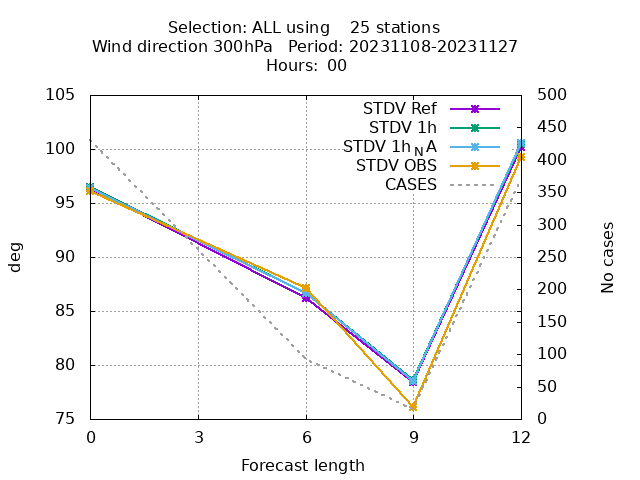 Selection: ALL using    25 stations
Wind direction 300hPa   Period: 20231108-20231127
Hours:  00
105
100
95
90
85
80
75
deg
500
450
400
350
300
250
200
150
100
50
0
No cases
STDV Ref
STDV 1h
STDV 1h_N A
STDV OBS
CASES
0
3
6
9
12
Forecast length